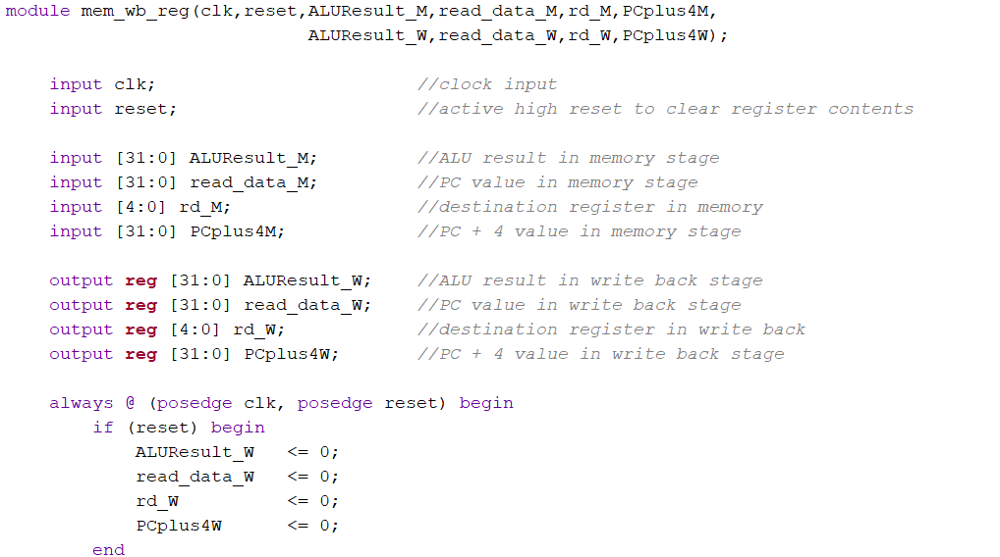 module mem_wb_reg(clk,reset,ALUResult_M,read_data_M,rd_M,PCplus4M,
ALUResult_W,read_data_W,rd_W,PCplus4W);
input clk; //clock input
input reset; //active high reset to clear register contents
input [31:0] ALUResult_M; //ALU result in memory stage
input [31:0] read_data_M; //PC value in memory stage
input [4:0] rd_M; //destination register in memory
input [31:0] PCplus4M; //PC + 4 value in memory stage
output reg [31:0] ALUResult_W; //ALU result in write back stage
output reg [31:0] read_data_W; //PC value in write back stage
output reg [4:0] rd_W; //destination register in write back
output reg [31:0] PCplus4W; //PC + 4 value in write back stage
always @ (posedge clk, posedge reset) begin
if (reset) begin
ALUResult_W <= 0;
read_data_W <= 0;
rd_W <= 0;
PCplus4W <= 0;
end